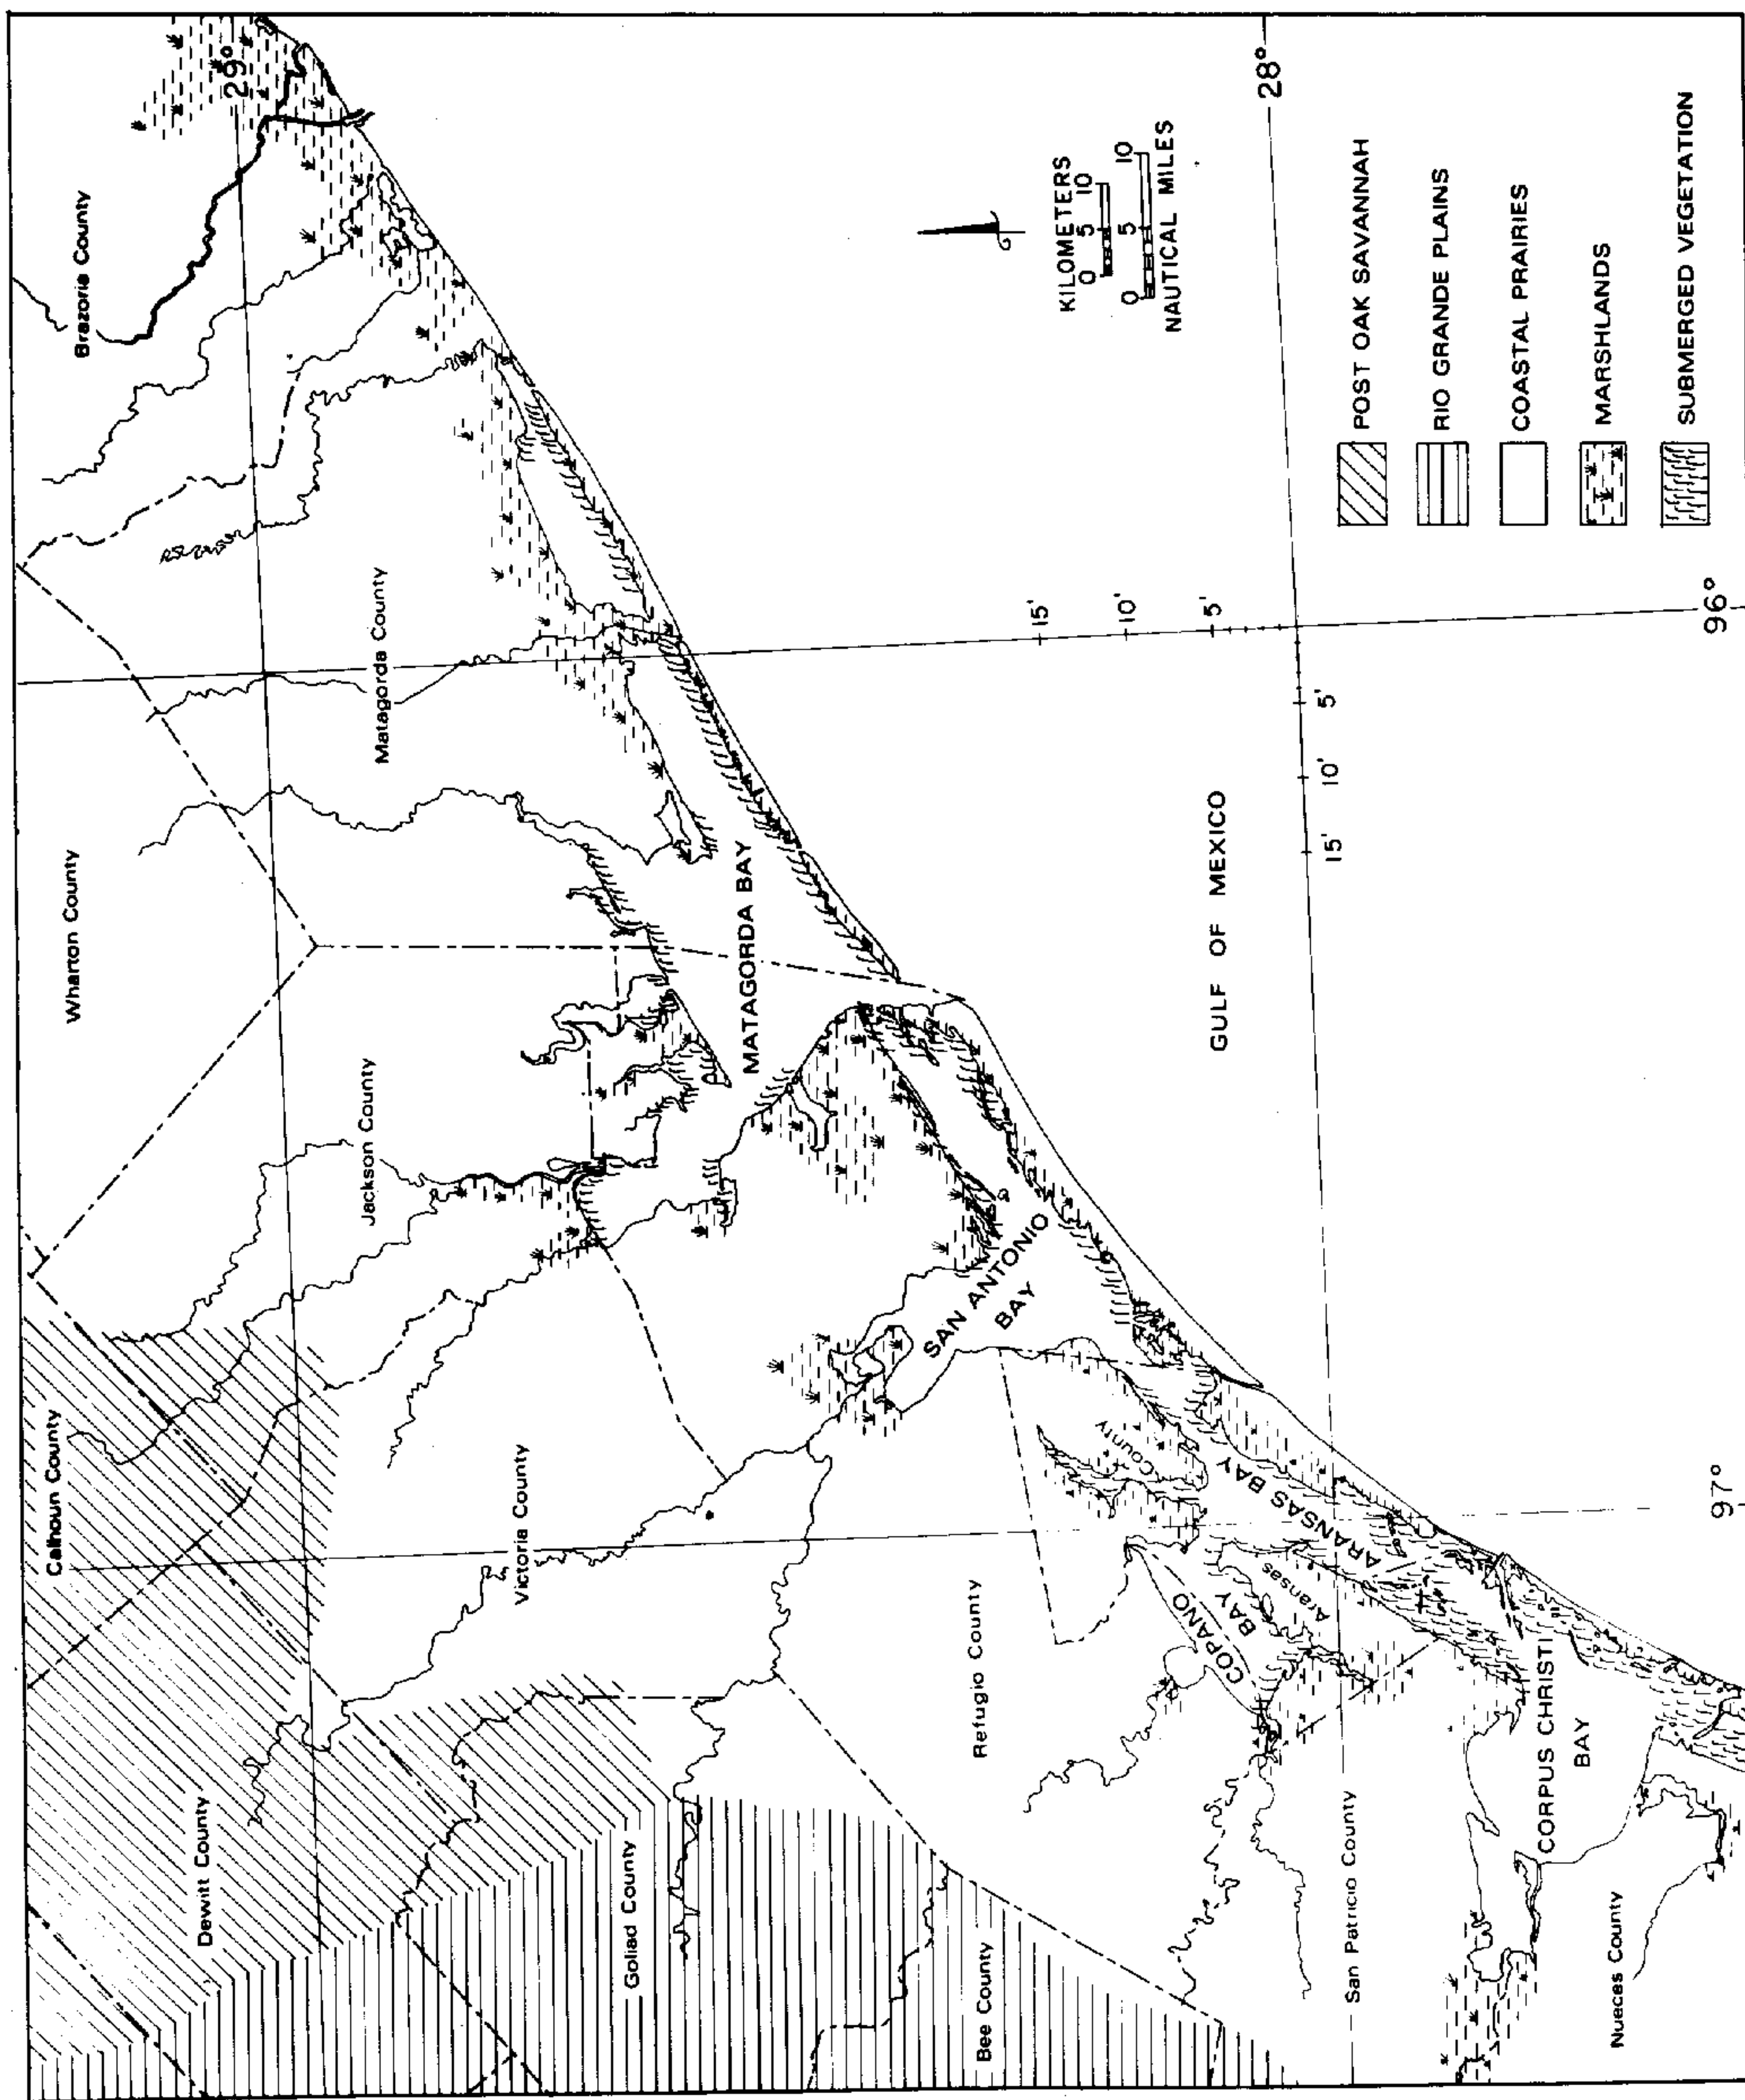 Brazoria County
29°
Wharton County
Matagorda County
Jackson County
Calhoun County
Victoria County
Dewitt County
Goliad County
Bee County
Refugio County
San Patricio County
Nueces County
Aransas
County
MATAGORDA BAY
SAN ANTONIO
BAY
ARANSAS BAY
COPANO
BAY
CORPUS CHRISTI
BAY
GULF OF MEXICO
KILOMETERS
0 5 10
0 5 10
NAUTICAL MILES
28°
15'
10'
5'
5'
10'
15'
96°
97°
POST OAK SAVANNAH
RIO GRANDE PLAINS
COASTAL PRAIRIES
MARSHLANDS
SUBMERGED VEGETATION